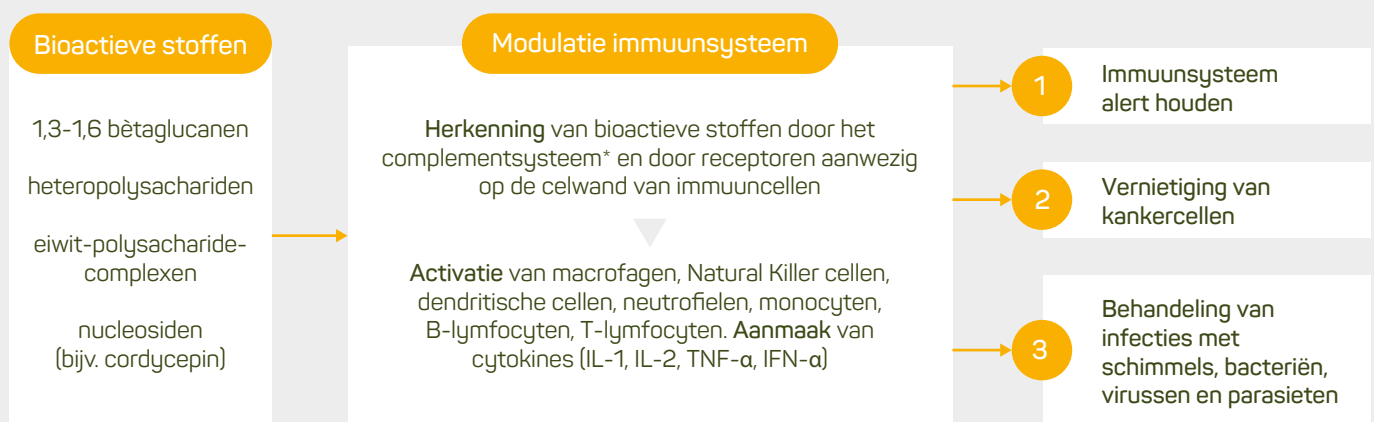 Bioactieve stoffen
1,3-1,6 bètaglucanen
heteropolysachariden
eiwit-polysacharide-
complexen
nucleosiden
(bijv. cordycepin)
Modulatie immuunsysteem
Herkenning van bioactieve stoffen door het
complementsysteem* en door receptoren aanwezig
op de celwand van immuuncellen
Activatie van macrofagen, Natural Killer cellen,
dendritische cellen, neutrofielen, monocyten,
B-lymfocyten, T-lymfocyten. Aanmaak van
cytokines (IL-1, IL-2, TNF-α, IFN-α)
1
Immuunsysteem
alert houden
2
Vernietiging van
kankercellen
3
Behandeling van
infecties met
schimmels, bacteriën,
virussen en parasieten